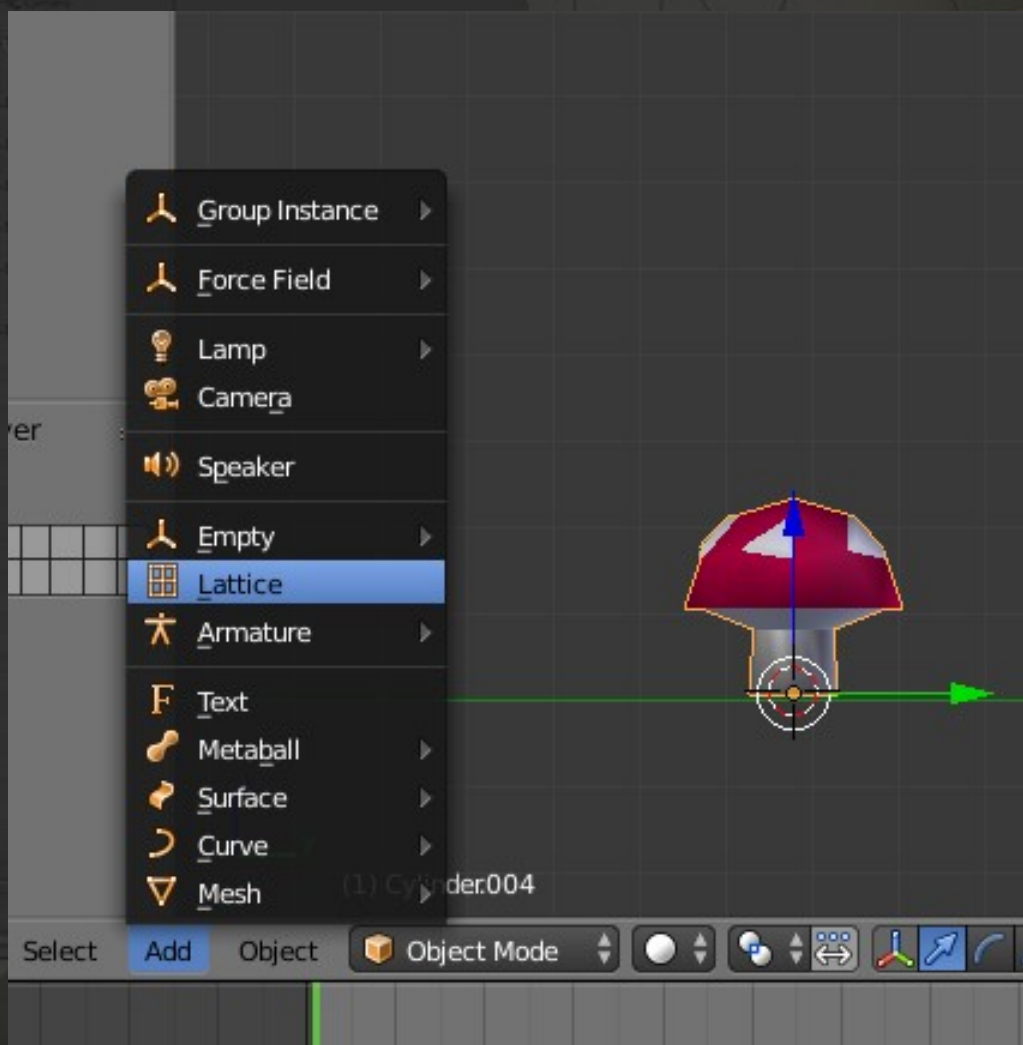 Group Instance
Force Field
Lamp
Camera
Speaker
Empty
Lattice
Armature
Text
Metaball
Surface
Curve
Mesh
(1) Cylinder.004
Select Add Object Object Mode